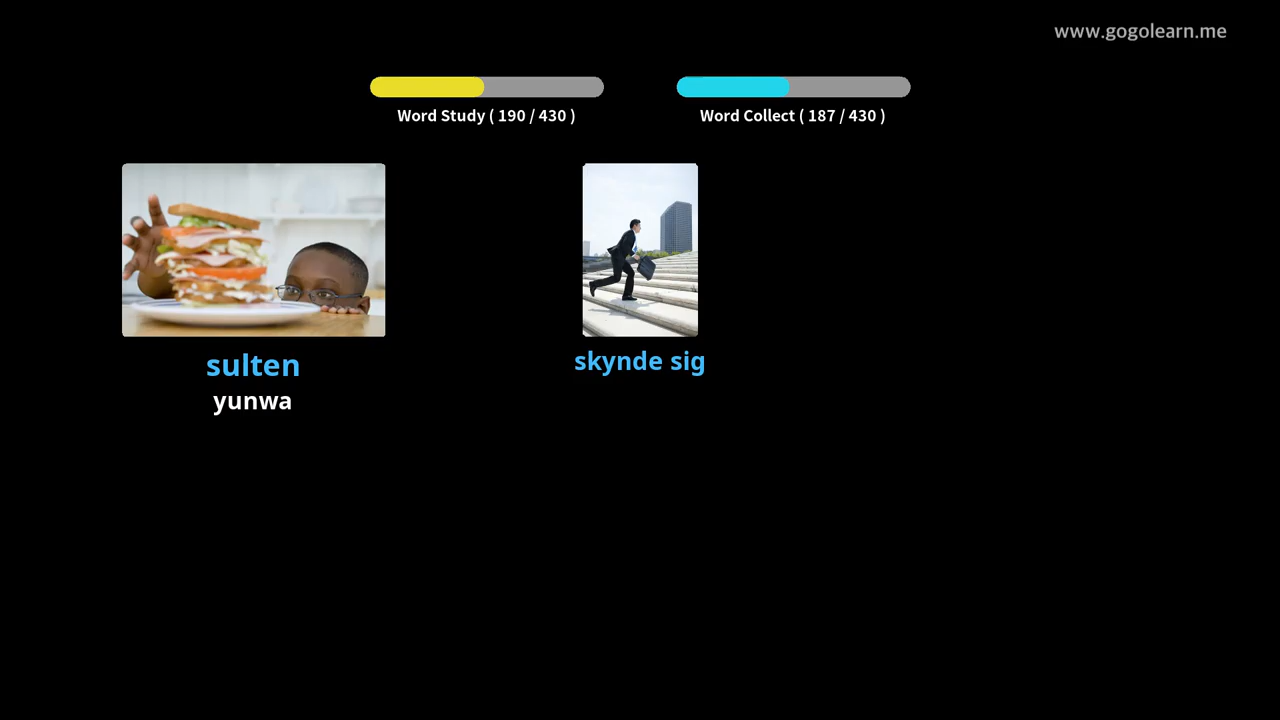 www.gogolearn.me
Word Study ( 190 / 430 )
Word Collect ( 187 / 430 )
sulten
yunwa
skynde sig